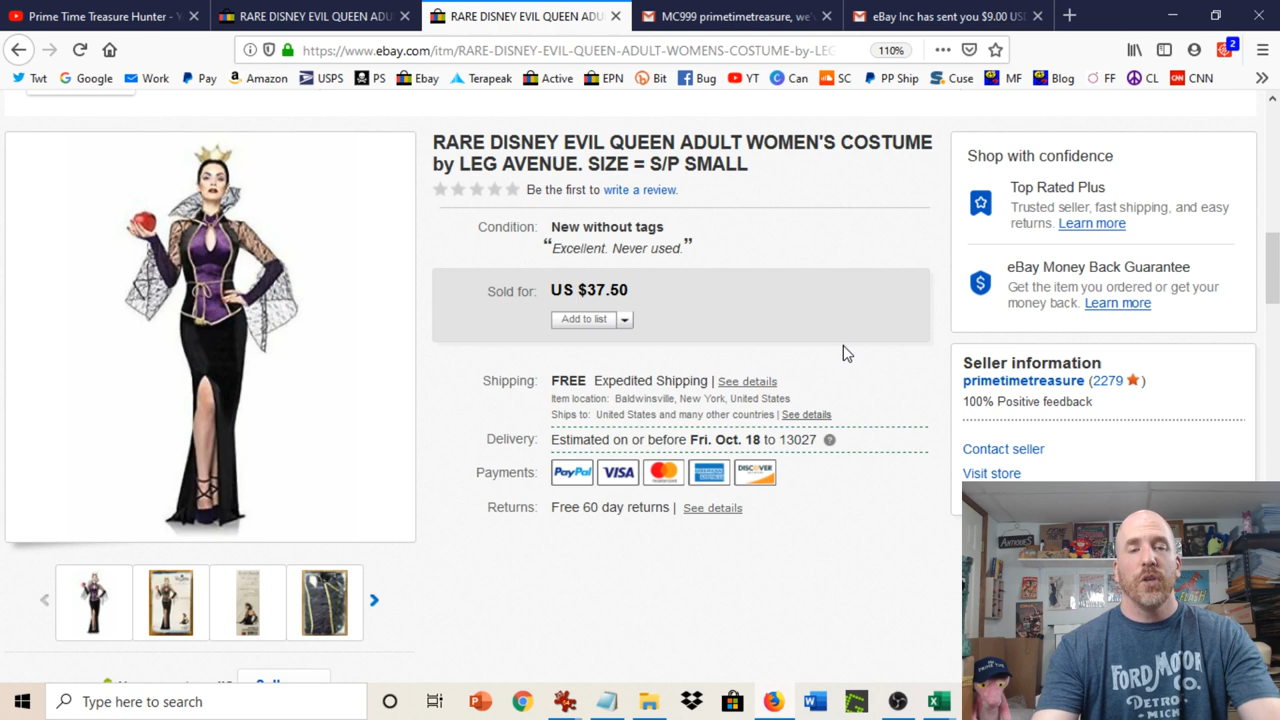 Prime Time Treasure Hunter - Y
RARE DISNEY EVIL QUEEN ADU
RARE DISNEY EVIL QUEEN ADU
MC999 primetimetreasure, we'
eBay Inc has sent you $9.00 US
https://www.ebay.com/itm/RARE-DISNEY-EVIL-QUEEN-ADULT-WOMENS-COSTUME-by-LEG
110%
2
Twt
Google
Work
Pay
Amazon
USPS
PS
Ebay
Terapeak
Active
EPN
Bit
Bug
YT
Can
SC
PP Ship
Cuse
MF
Blog
FF
CL
CNN
RARE DISNEY EVIL QUEEN ADULT WOMEN'S COSTUME
by LEG AVENUE. SIZE = S/P SMALL
Be the first to write a review.
Condition: New without tags
“Excellent. Never used.”
Sold for: US $37.50
Add to list
Shipping: FREE Expedited Shipping | See details
Item location: Baldwinsville, New York, United States
Ships to: United States and many other countries | See details
Delivery: Estimated on or before Fri. Oct. 18 to 13027
Payments: PayPal VISA MasterCard AMERICAN EXPRESS DISCOVER
Returns: Free 60 day returns | See details
Shop with confidence
Top Rated Plus
Trusted seller, fast shipping, and easy
returns. Learn more
eBay Money Back Guarantee
Get the item you ordered or get your
money back. Learn more
Seller information
primetimetreasure (2279 )
100% Positive feedback
Contact seller
Visit store
ANTIQUES
FLASH
FORD MOTOR
CO.
DETROIT
MICH
Type here to search